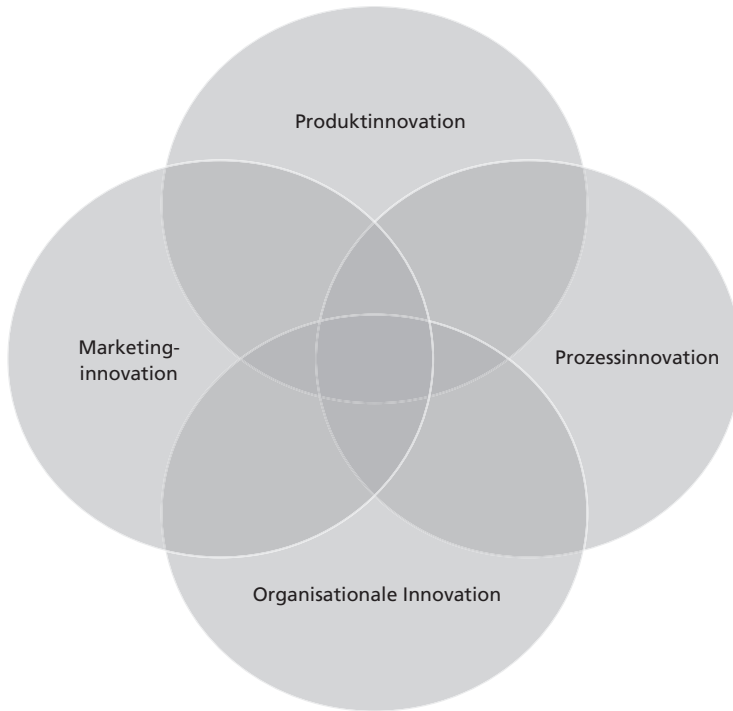 Produktinnovation
Marketing-
innovation
Prozessinnovation
Organisationale Innovation